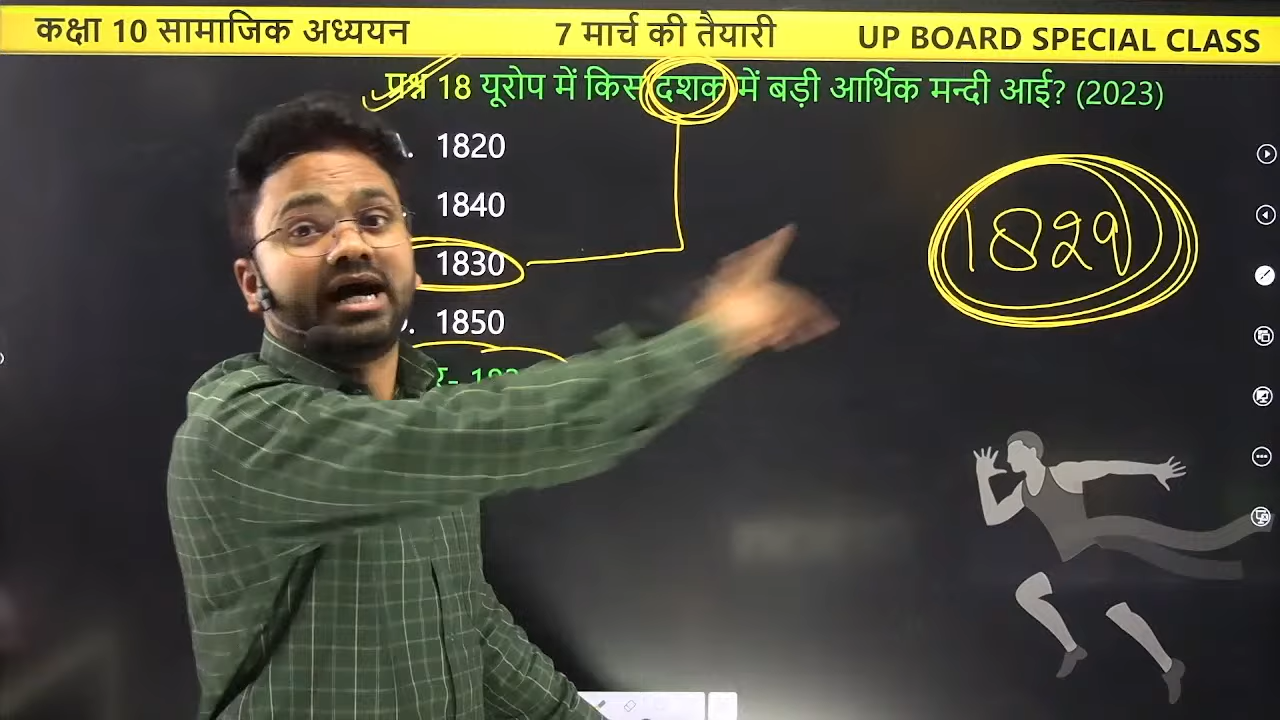 कक्षा 10 सामाजिक अध्ययन 7 मार्च की तैयारी UP BOARD SPECIAL CLASS
प्रश्न 18 यूरोप में किस दशक में बड़ी आर्थिक मन्दी आई? (2023)
1820
1840
1830
1850
1829